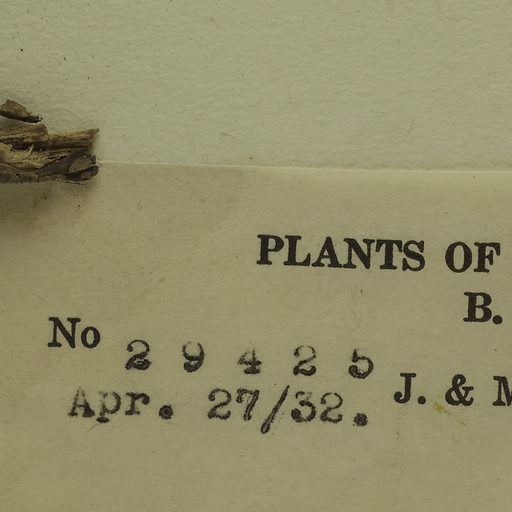 PLANTS OF
B.
No 29425
Apr. 27/32.
J. & M